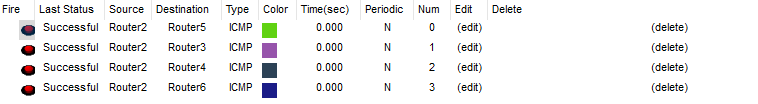 Fire Last Status Source Destination Type Color Time(sec) Periodic Num Edit Delete
Successful Router2 Router5 ICMP 0.000 N 0 (edit) (delete)
Successful Router2 Router3 ICMP 0.000 N 1 (edit) (delete)
Successful Router2 Router4 ICMP 0.000 N 2 (edit) (delete)
Successful Router2 Router6 ICMP 0.000 N 3 (edit) (delete)